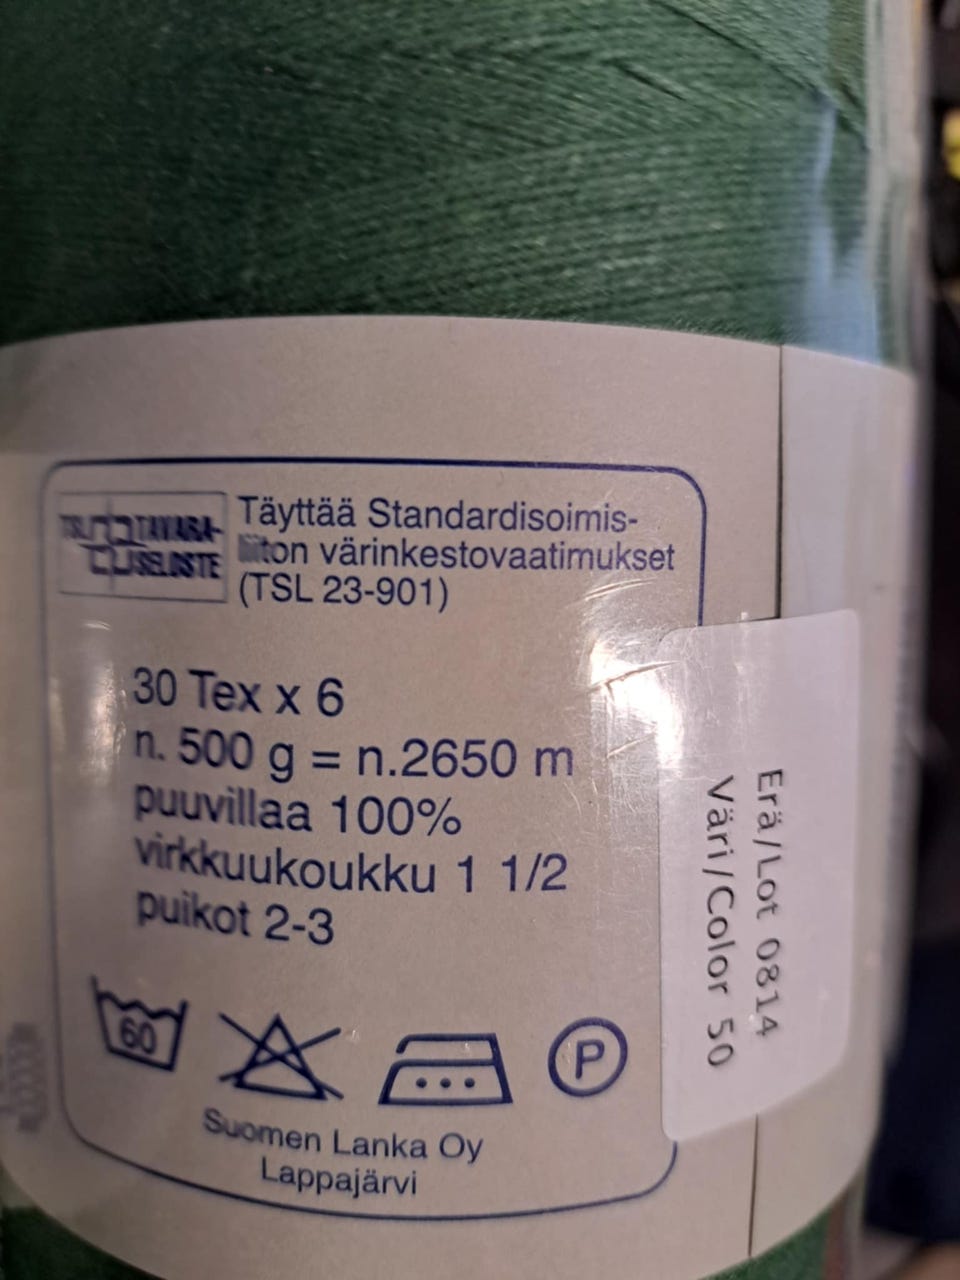 TSL TAVARA-
SELOSTE
Täyttää Standardisoimis-
liiton värinkestovaatimukset
(TSL 23-901)
30 Tex x 6
n. 500 g = n.2650 m
puuvillaa 100%
virkkuukoukku 1 1/2
puikot 2-3
60
P
Suomen Lanka Oy
Lappajärvi
Erä/Lot 0814
Väri/Color 50